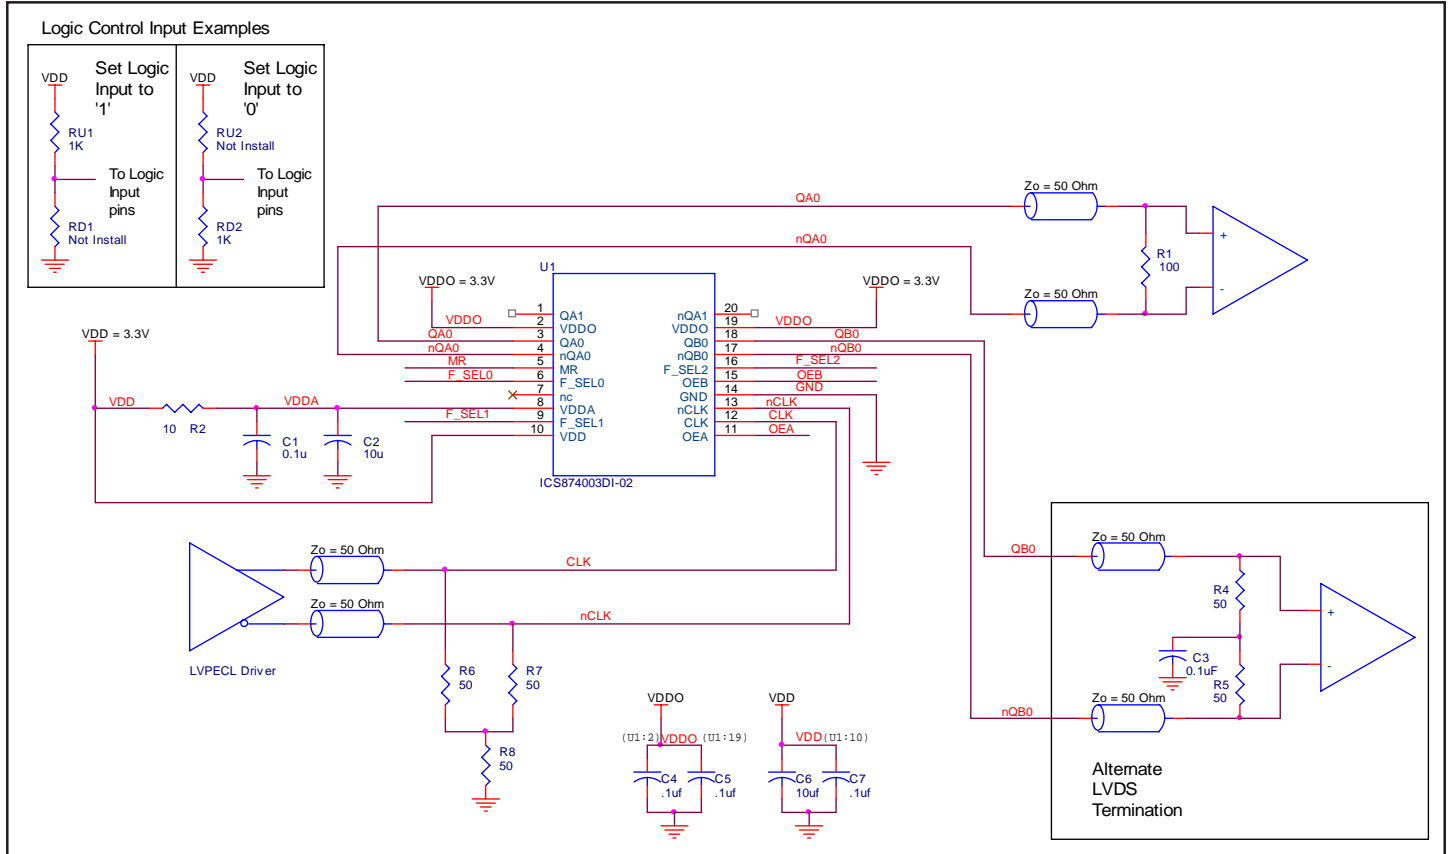 Logic Control Input Examples
VDD
Set Logic
Input to
'1'
RU1
1K
To Logic
Input
pins
RD1
Not Install
VDD
Set Logic
Input to
'0'
RU2
Not Install
To Logic
Input
pins
RD2
1K
QA0
nQA0
Zo = 50 Ohm
R1
100
Zo = 50 Ohm
+
-
U1
VDDO = 3.3V
VDDO = 3.3V
VDD = 3.3V
VDDO
QA0
nQA0
MR
F_SEL0
F_SEL1
1
2
3
4
5
6
7
8
9
10
QA1
VDDO
QA0
nQA0
MR
F_SEL0
nc
VDDA
F_SEL1
VDD
nQA1
VDDO
QB0
nQB0
F_SEL2
OEB
GND
nCLK
CLK
OEA
20
19
18
17
16
15
14
13
12
11
VDDO
QB0
nQB0
F_SEL2
OEB
GND
nCLK
CLK
OEA
ICS874003DI-02
VDD
10 R2
VDDA
C1
0.1u
C2
10u
Zo = 50 Ohm
CLK
Zo = 50 Ohm
nCLK
LVPECL Driver
R6
50
R7
50
R8
50
VDDO
(U1:2)
VDDO
(U1:19)
C4
.1uf
C5
.1uf
VDD
VDD
(U1:10)
C6
10uf
C7
.1uf
QB0
Zo = 50 Ohm
R4
50
C3
0.1uF
R5
50
+
-
nQB0
Zo = 50 Ohm
Alternate
LVDS
Termination